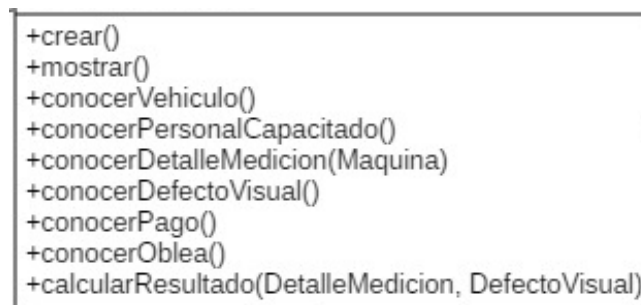 +crear()
+mostrar()
+conocerVehiculo()
+conocerPersonalCapacitado()
+conocerDetalleMedicion(Maquina)
+conocerDefectoVisual()
+conocerPago()
+conocerOblea()
+calcularResultado(DetalleMedicion, DefectoVisual)